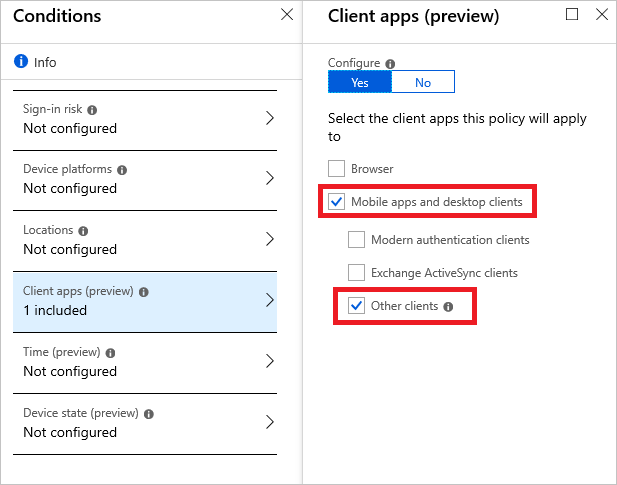 Conditions
Info
Sign-in risk
Not configured
Device platforms
Not configured
Locations
Not configured
Client apps (preview)
1 included
Time (preview)
Not configured
Device state (preview)
Not configured
Client apps (preview)
Configure
Yes No
Select the client apps this policy will apply
to
Browser
Mobile apps and desktop clients
Modern authentication clients
Exchange ActiveSync clients
Other clients